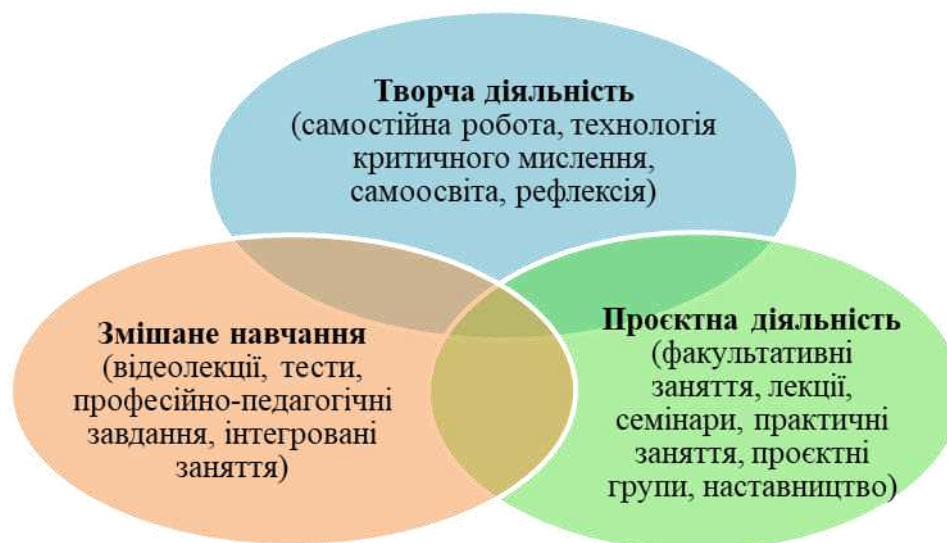 Творча діяльність
(самостійна робота, технологія
критичного мислення,
самоосвіта, рефлексія)
Змішане навчання
(відеолекції, тести,
професійно-педагогічні
завдання, інтегровані
заняття)
Проєктна діяльність
(факультативні
заняття, лекції,
семінари, практичні
заняття, проєктні
групи, наставництво)